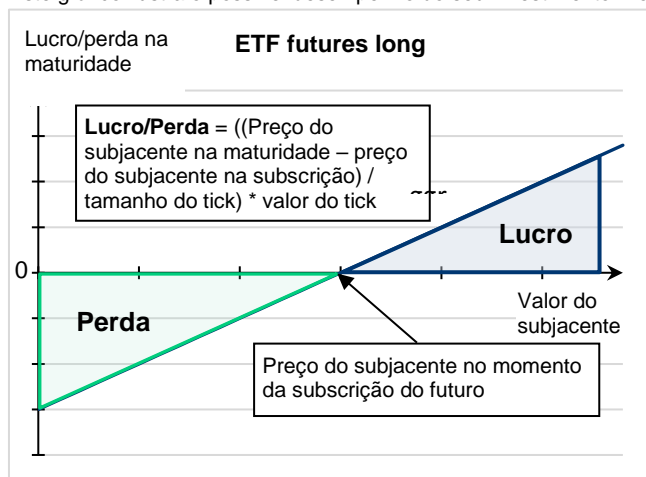 Lucro/perda na
maturidade
ETF futures long
Lucro/Perda = ((Preço do
subjacente na maturidade – preço
do subjacente na subscrição) /
tamanho do tick) * valor do tick
Lucro
0
Perda
Valor do
subjacente
Preço do subjacente no momento
da subscrição do futuro